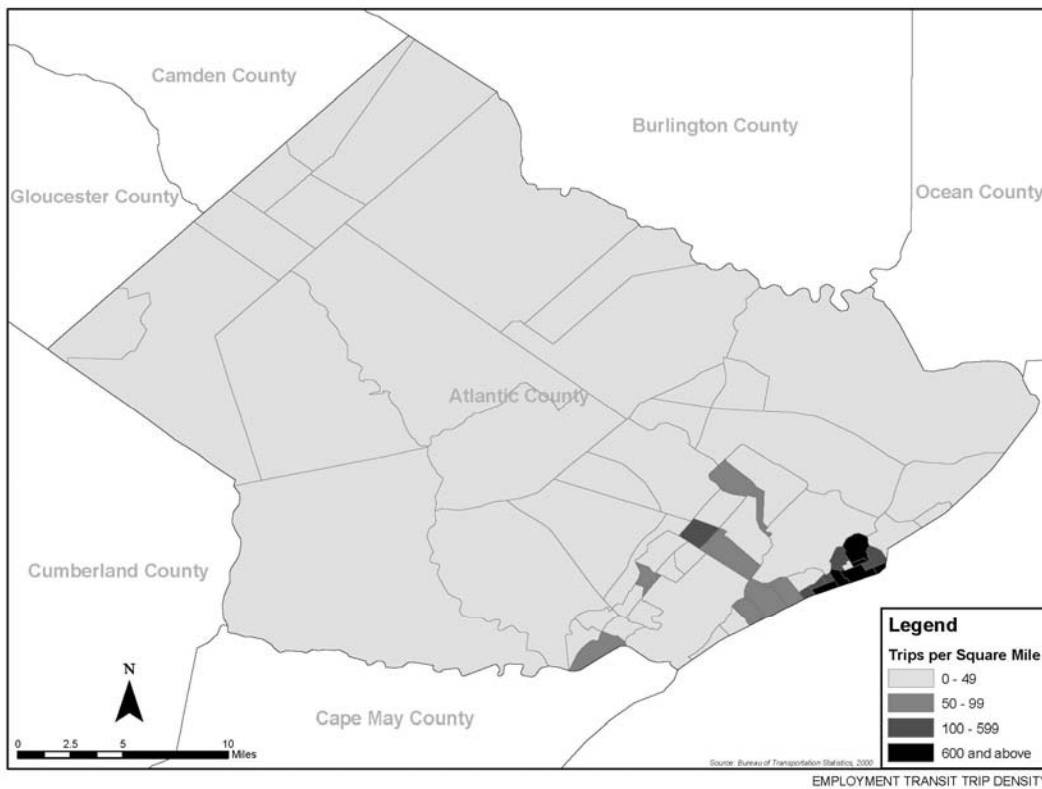 Camden County
Burlington County
Gloucester County
Ocean County
Atlantic County
Cumberland County
Cape May County
N
0 2.5 5 10
Miles
Legend
Trips per Square Mile
0 - 49
50 - 99
100 - 599
600 and above
Source: Bureau of Transportation Statistics, 2000
EMPLOYMENT TRANSIT TRIP DENSITY